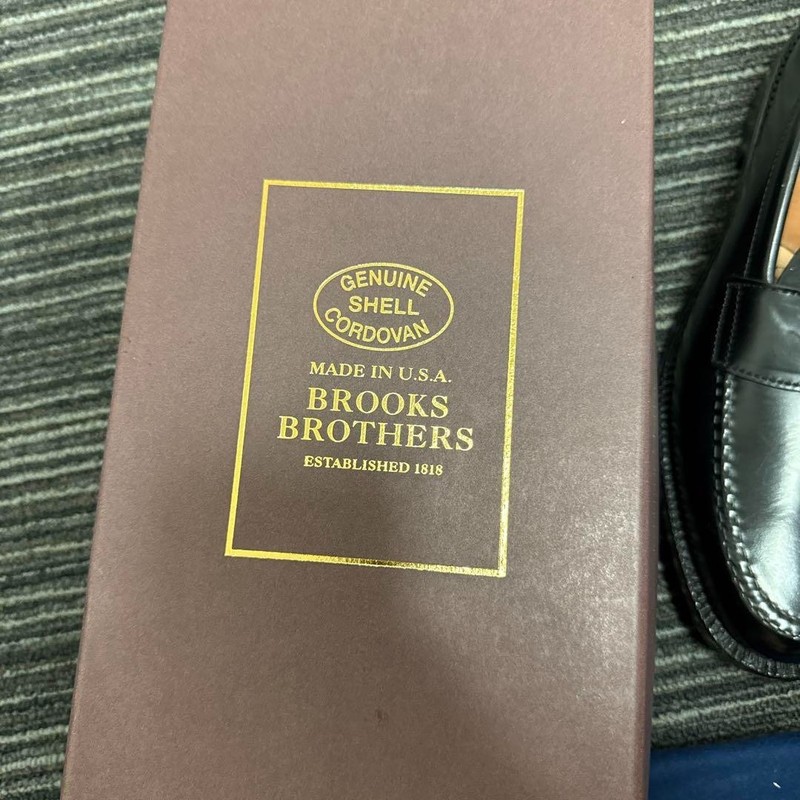 GENUINE
SHELL
CORDOVAN
MADE IN U.S.A.
BROOKS
BROTHERS
ESTABLISHED 1818